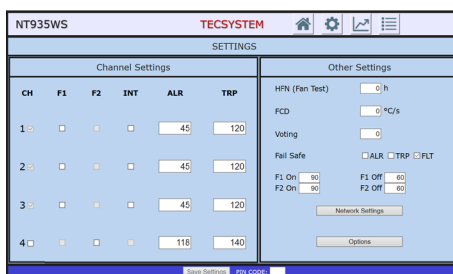 NT935WS TECSYSTEM
SETTINGS
Channel Settings Other Settings
CH F1 F2 INT ALR TRP
1 45 120
2 45 120
3 45 120
4 118 140
HFN (Fan Test) 0 h
FCD 0 ºC/s
Voting 0
Fail Safe ALR TRP FLT
F1 On 90 F1 Off 60
F2 On 90 F2 Off 60
Network Settings
Options
Save Settings PIN CODE: